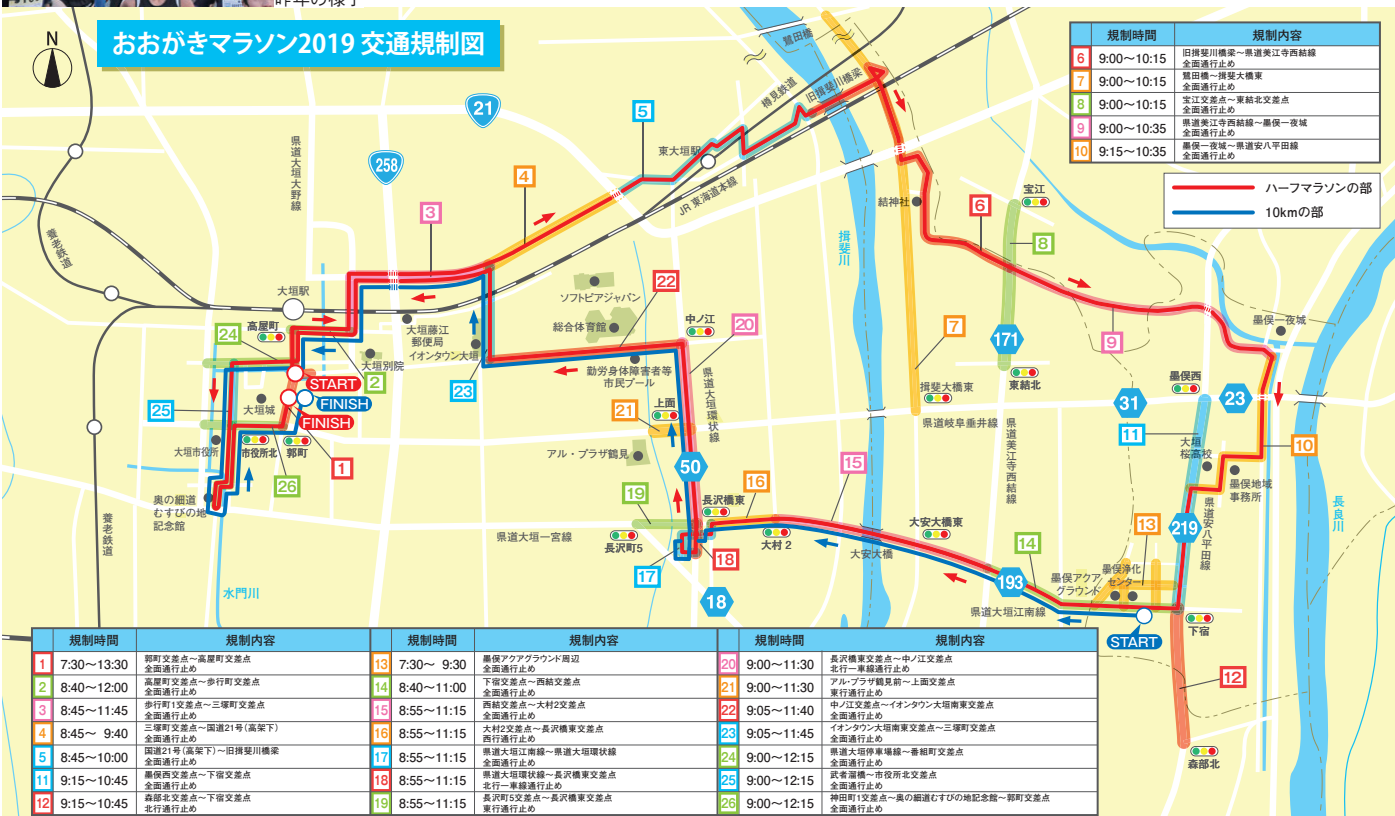 昨年の様子
おおがきマラソン2019 交通規制図
N
規制時間 規制内容
6 9:00～10:15 旧揖斐川橋梁～県道美江寺西結線
全面通行止め
7 9:00～10:15 鷺田橋～揖斐大橋東
全面通行止め
8 9:00～10:15 宝江交差点～東結北交差点
全面通行止め
9 9:00～10:35 県道美江寺西結線～墨俣一夜城
全面通行止め
10 9:15～10:35 墨俣一夜城～県道安八平田線
全面通行止め
ハーフマラソンの部
10kmの部
鷺田橋
樽見鉄道
旧揖斐川橋梁
21
5
258
東大垣駅
県道大垣大野線
4
JR 東海道本線
3
結神社
6
宝江
8
揖斐川
養老鉄道
大垣駅
ソフトピアジャパン
22
高屋町
大垣藤江
郵便局
総合体育館
中ノ江
20
24
イオンタウン大垣
7
171
9
墨俣一夜城
大垣別院
2
START
23
勤労身体障害者等
市民プール
県道大垣環状線
東結北
墨俣西
FINISH
FINISH
25
大垣城
揖斐大橋東
31
23
上面
21
県道岐阜垂井線
11
大垣市役所
市役所北
郭町
1
アル・プラザ鶴見
県道美江寺西結線
大垣
桜高校
10
26
50
15
墨俣地域
事務所
奥の細道
むすびの地
記念館
19
長沢橋東
16
県道安八平田線
長良川
養老鉄道
県道大垣一宮線
長沢町5
大村 2
大安大橋東
13
219
大安大橋
14
17
18
墨俣アクア
グラウンド
墨俣浄化
センター
193
水門川
18
県道大垣江南線
START
下宿
12
森部北
規制時間 規制内容
1 7:30～13:30 郭町交差点～高屋町交差点
全面通行止め
2 8:40～12:00 高屋町交差点～歩行町交差点
全面通行止め
3 8:45～11:45 歩行町1交差点～三塚町交差点
全面通行止め
4 8:45～ 9:40 三塚町交差点～国道21号(高架下)
全面通行止め
5 8:45～10:00 国道21号(高架下)～旧揖斐川橋梁
全面通行止め
11 9:15～10:45 墨俣西交差点～下宿交差点
全面通行止め
12 9:15～10:45 森部北交差点～下宿交差点
北行通行止め
規制時間 規制内容
13 7:30～ 9:30 墨俣アクアグラウンド周辺
全面通行止め
14 8:40～11:00 下宿交差点～西結交差点
全面通行止め
15 8:55～11:15 西結交差点～大村2交差点
全面通行止め
16 8:55～11:15 大村2交差点～長沢橋東交差点
西行通行止め
17 8:55～11:15 県道大垣江南線～県道大垣環状線
全面通行止め
18 8:55～11:15 県道大垣環状線～長沢橋東交差点
北行一車線通行止め
19 8:55～11:15 長沢町5交差点～長沢橋東交差点
東行通行止め
規制時間 規制内容
20 9:00～11:30 長沢橋東交差点～中ノ江交差点
北行一車線通行止め
21 9:00～11:30 アル・プラザ鶴見前～上面交差点
東行通行止め
22 9:05～11:40 中ノ江交差点～イオンタウン大垣南東交差点
全面通行止め
23 9:05～11:45 イオンタウン大垣南東交差点～三塚町交差点
全面通行止め
24 9:00～12:15 県道大垣停車場線～番組町交差点
全面通行止め
25 9:00～12:15 武者溜橋～市役所北交差点
全面通行止め
26 9:00～12:15 神田町1交差点～奥の細道むすびの地記念館～郭町交差点
全面通行止め